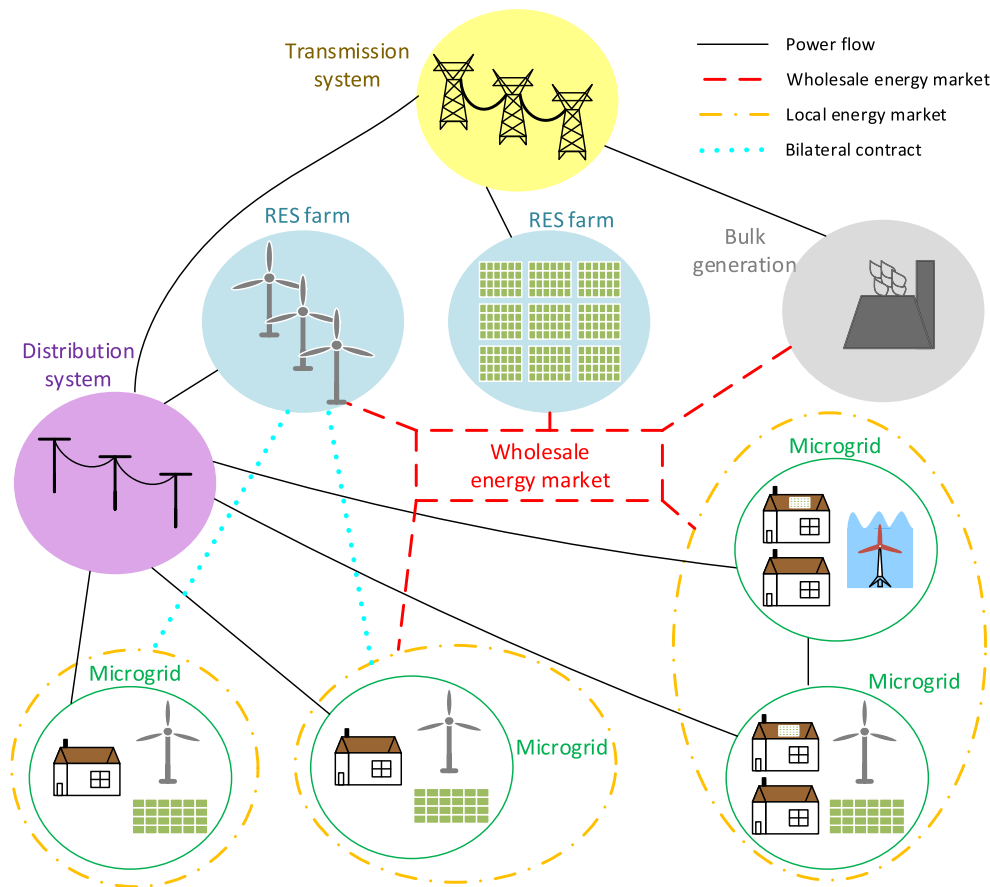 Transmission
system
Power flow
Wholesale energy market
Local energy market
Bilateral contract
RES farm
RES farm
Bulk
generation
Distribution
system
Wholesale
energy market
Microgrid
Microgrid
Microgrid
Microgrid